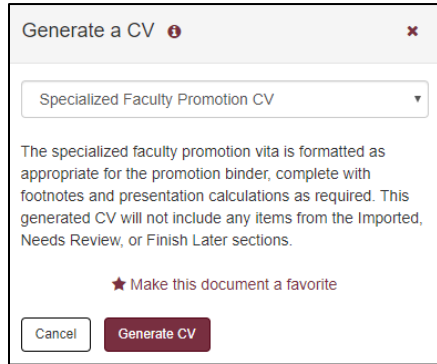 Generate a CV
Specialized Faculty Promotion CV
The specialized faculty promotion vita is formatted as
appropriate for the promotion binder, complete with
footnotes and presentation calculations as required. This
generated CV will not include any items from the Imported,
Needs Review, or Finish Later sections.
Make this document a favorite
Cancel Generate CV